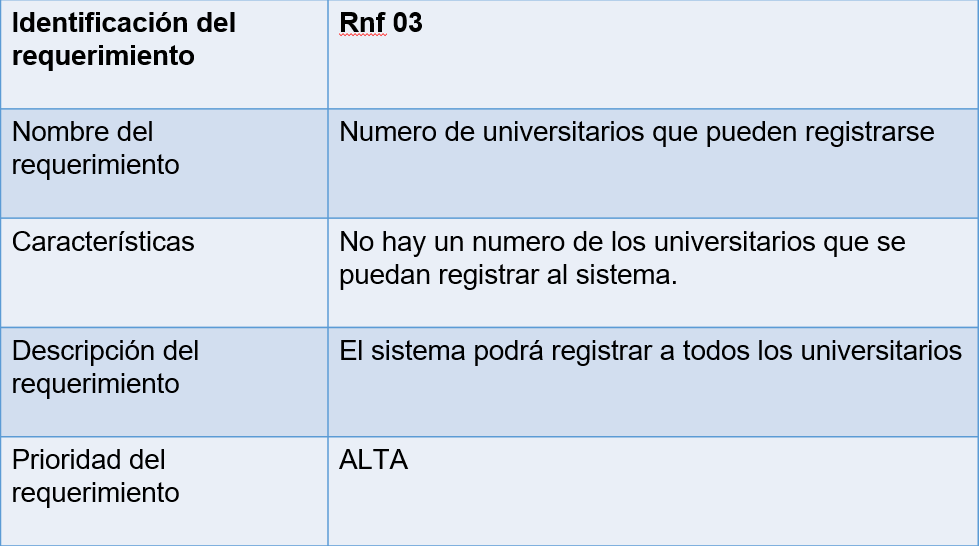 Identificación del
requerimiento
Rnf 03
Nombre del
requerimiento
Numero de universitarios que pueden registrarse
Características
No hay un numero de los universitarios que se
puedan registrar al sistema.
Descripción del
requerimiento
El sistema podrá registrar a todos los universitarios
Prioridad del
requerimiento
ALTA